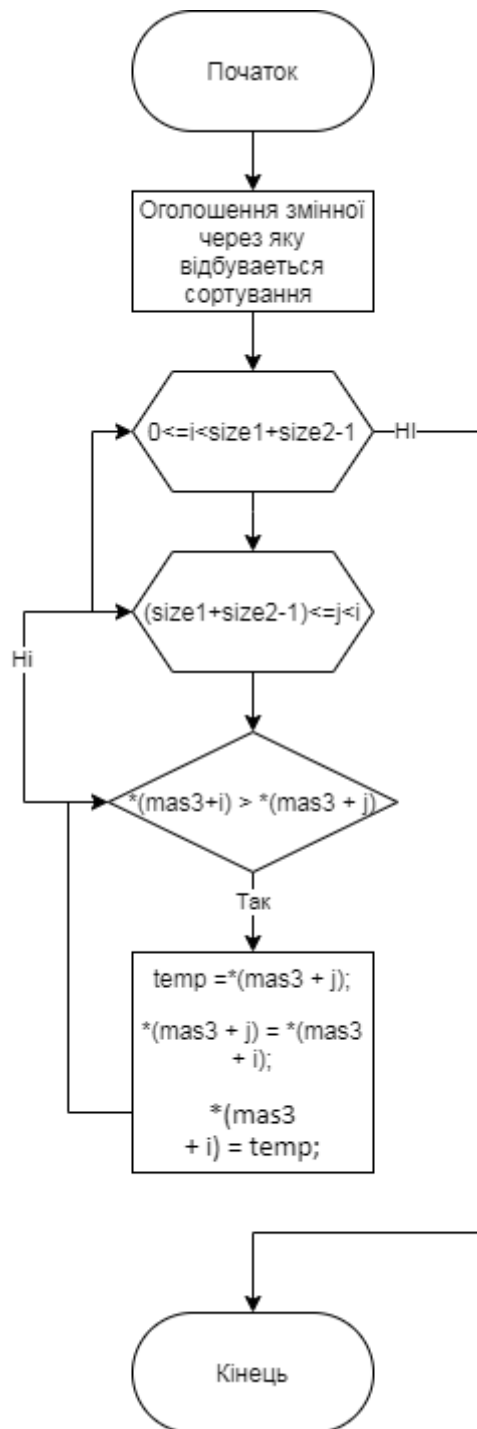 Початок
Оголошення змінної
через яку
відбуваеться
сортування
0<=i<size1+size2-1
НІ
(size1+size2-1)<=j<i
Ні
*(mas3+i) > *(mas3 + j)
Так
temp =*(mas3 + j);
*(mas3 + j) = *(mas3
+ i);
*(mas3
+ i) = temp;
Кінець